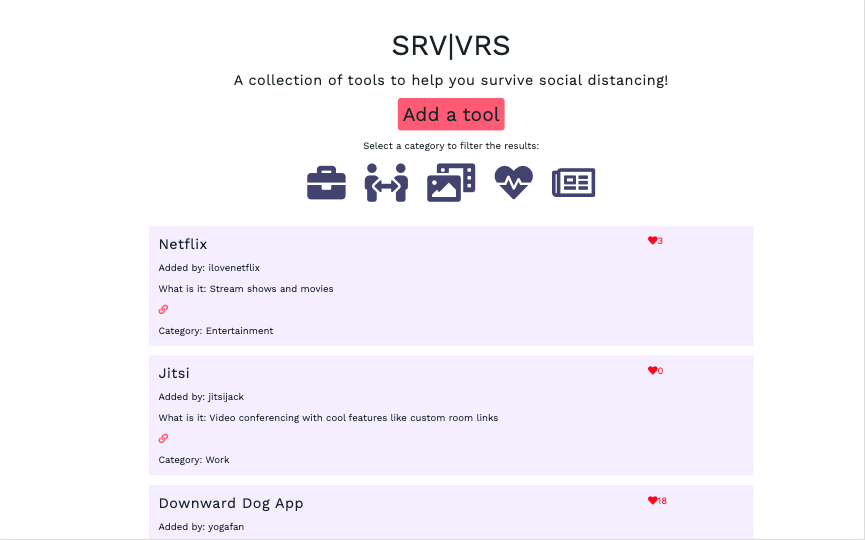 SRV|VRS
A collection of tools to help you survive social distancing!
Add a tool
Select a category to filter the results:
Netflix
3
Added by: ilovenetflix
What is it: Stream shows and movies
Category: Entertainment
Jitsi
0
Added by: jitsijack
What is it: Video conferencing with cool features like custom room links
Category: Work
Downward Dog App
18
Added by: yogafan